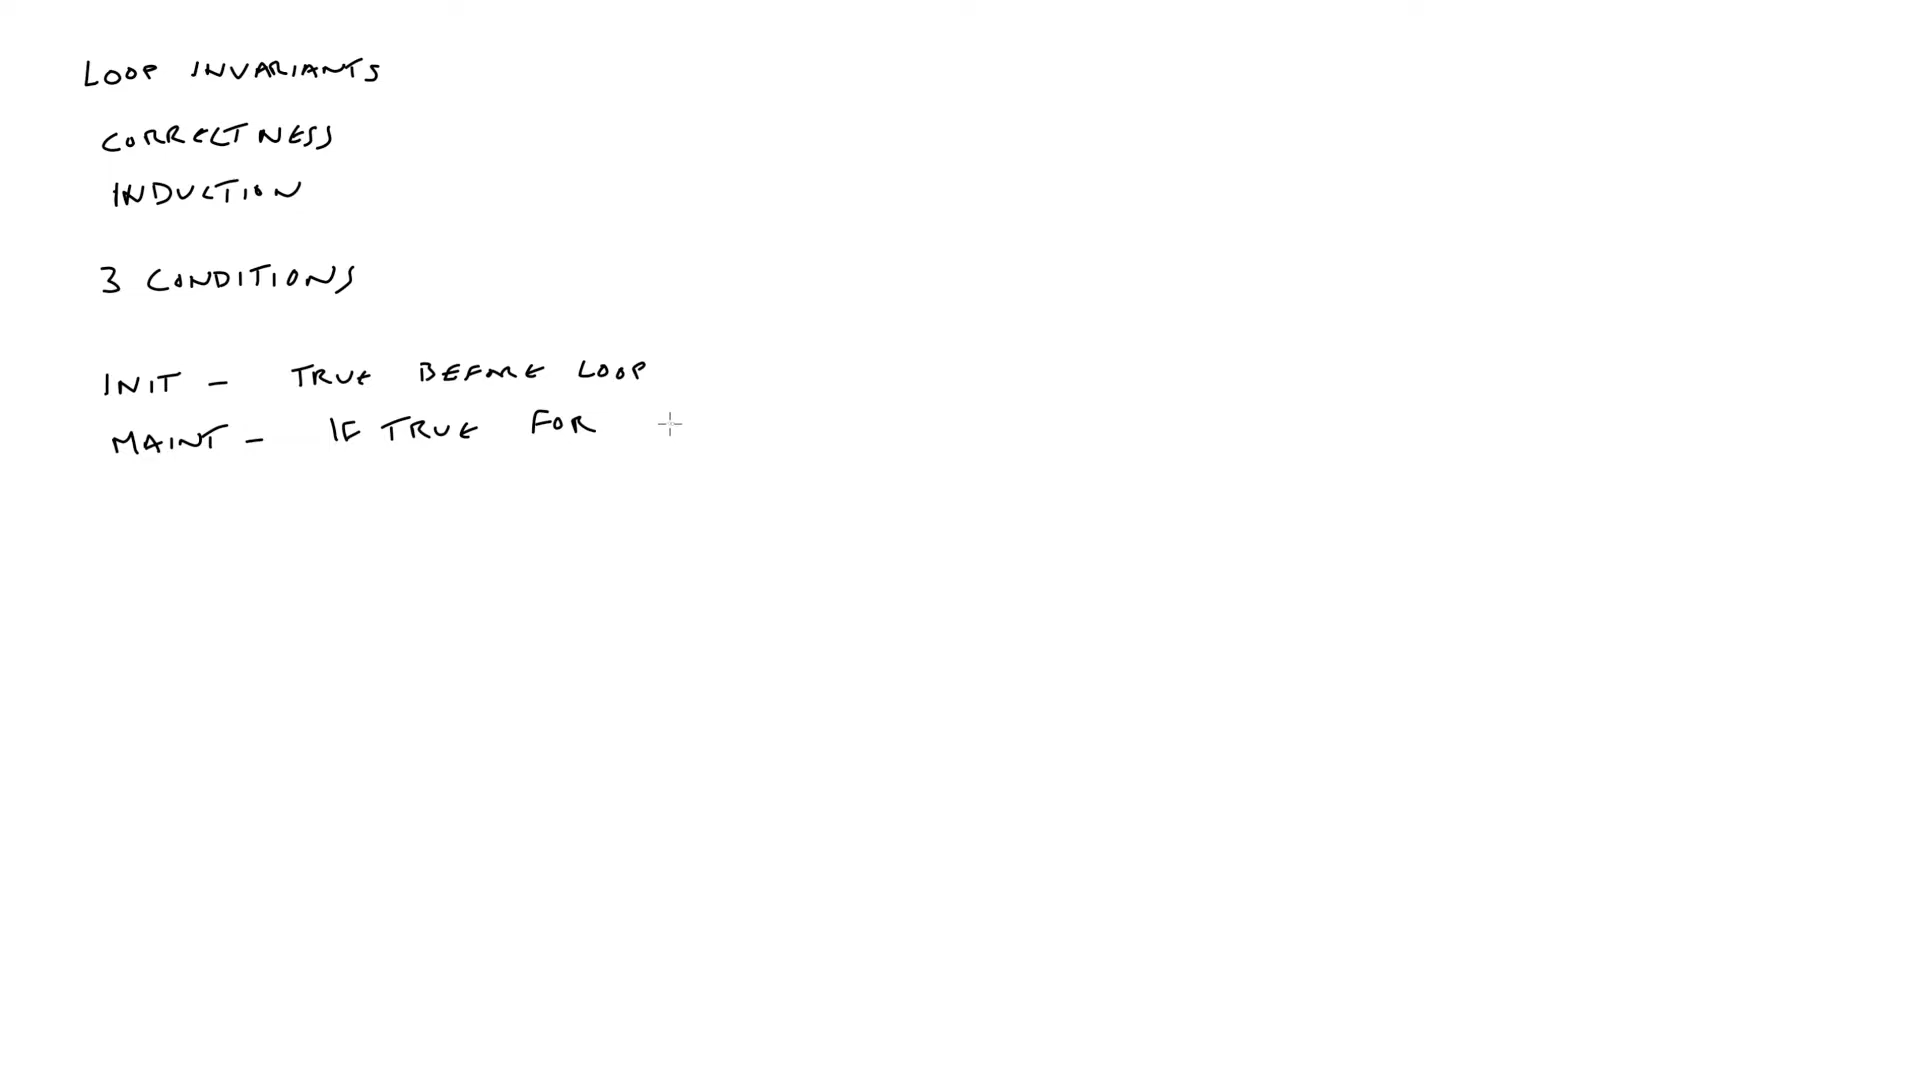 LOOP INVARIANTS
CORRECTNESS
INDUCTION
3 CONDITIONS
INIT - TRUE BEFORE LOOP
MAINT - IF TRUE FOR